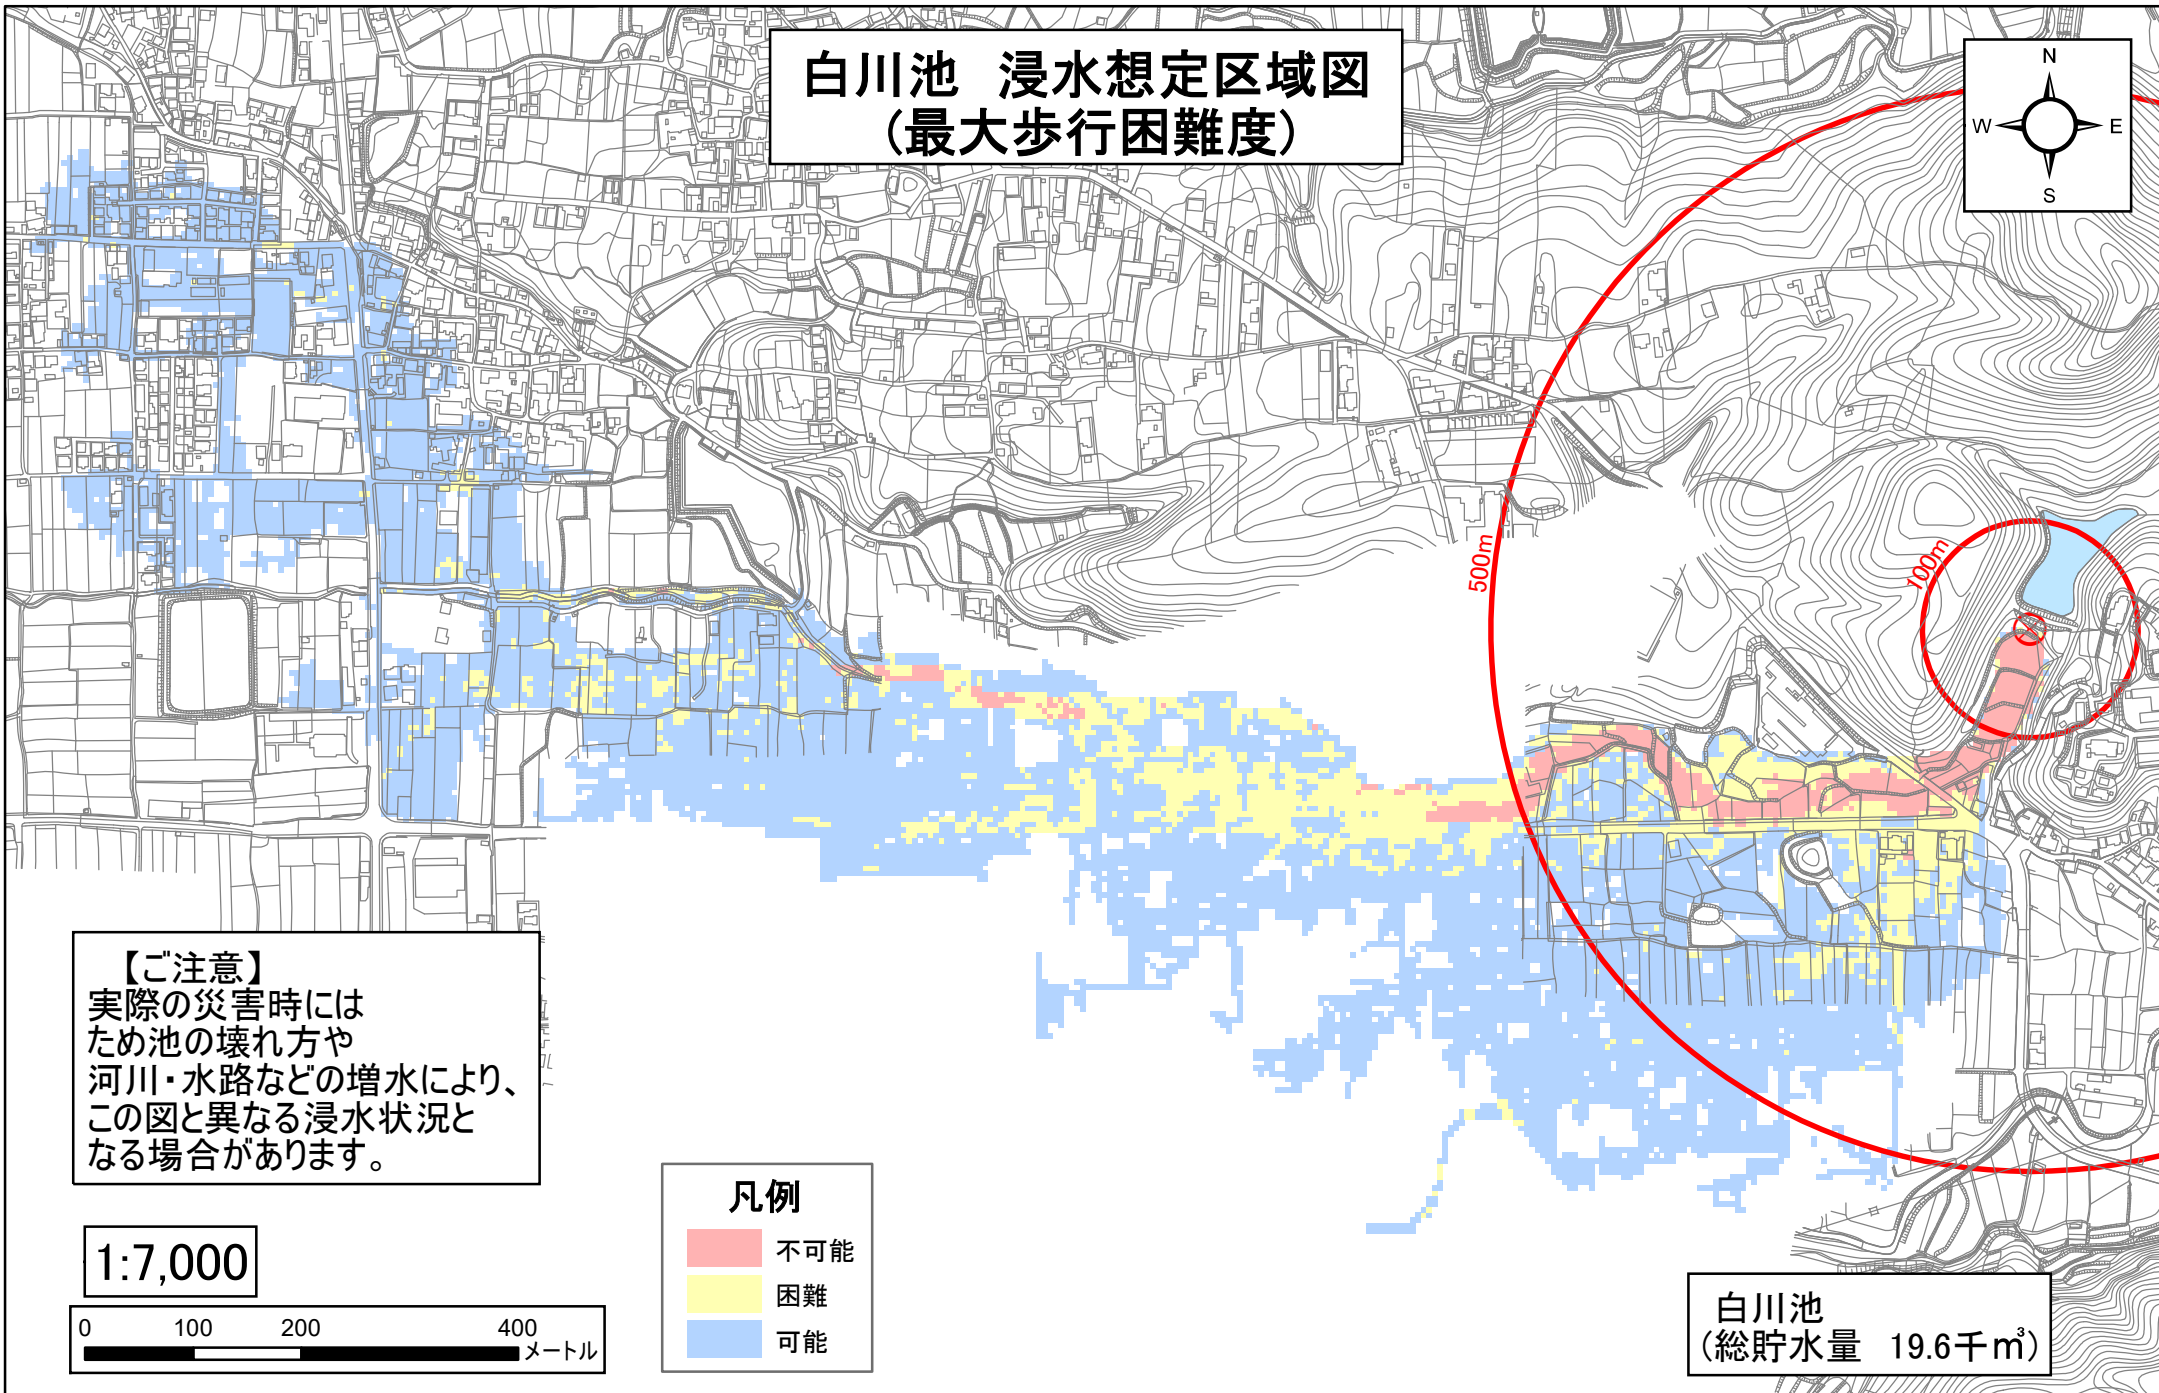 白川池 浸水想定区域図
(最大歩行困難度)
N
W
E
S
500m
100m
【ご注意】
実際の災害時には
ため池の壊れ方や
河川・水路などの増水により、
この図と異なる浸水状況と
なる場合があります。
1:7,000
0 100 200 400
メートル
凡例
不可能
困難
可能
白川池
(総貯水量 19.6千㎥)